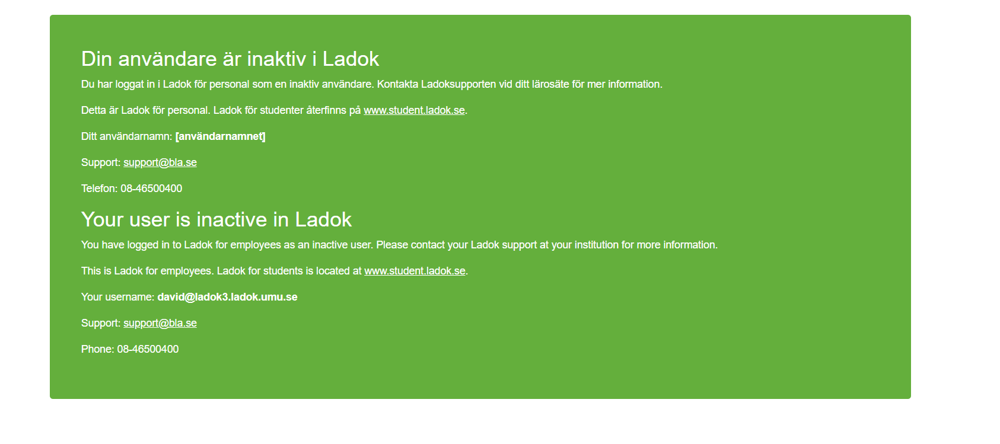 Din användare är inaktiv i Ladok
Du har loggat in i Ladok för personal som en inaktiv användare. Kontakta Ladoksupporten vid ditt lärosäte för mer information.
Detta är Ladok för personal. Ladok för studenter återfinns på www.student.ladok.se.
Ditt användarnamn: [användarnamnet]
Support: support@bla.se
Telefon: 08-46500400
Your user is inactive in Ladok
You have logged in to Ladok for employees as an inactive user. Please contact your Ladok support at your institution for more information.
This is Ladok for employees. Ladok for students is located at www.student.ladok.se.
Your username: david@ladok3.ladok.umu.se
Support: support@bla.se
Phone: 08-46500400